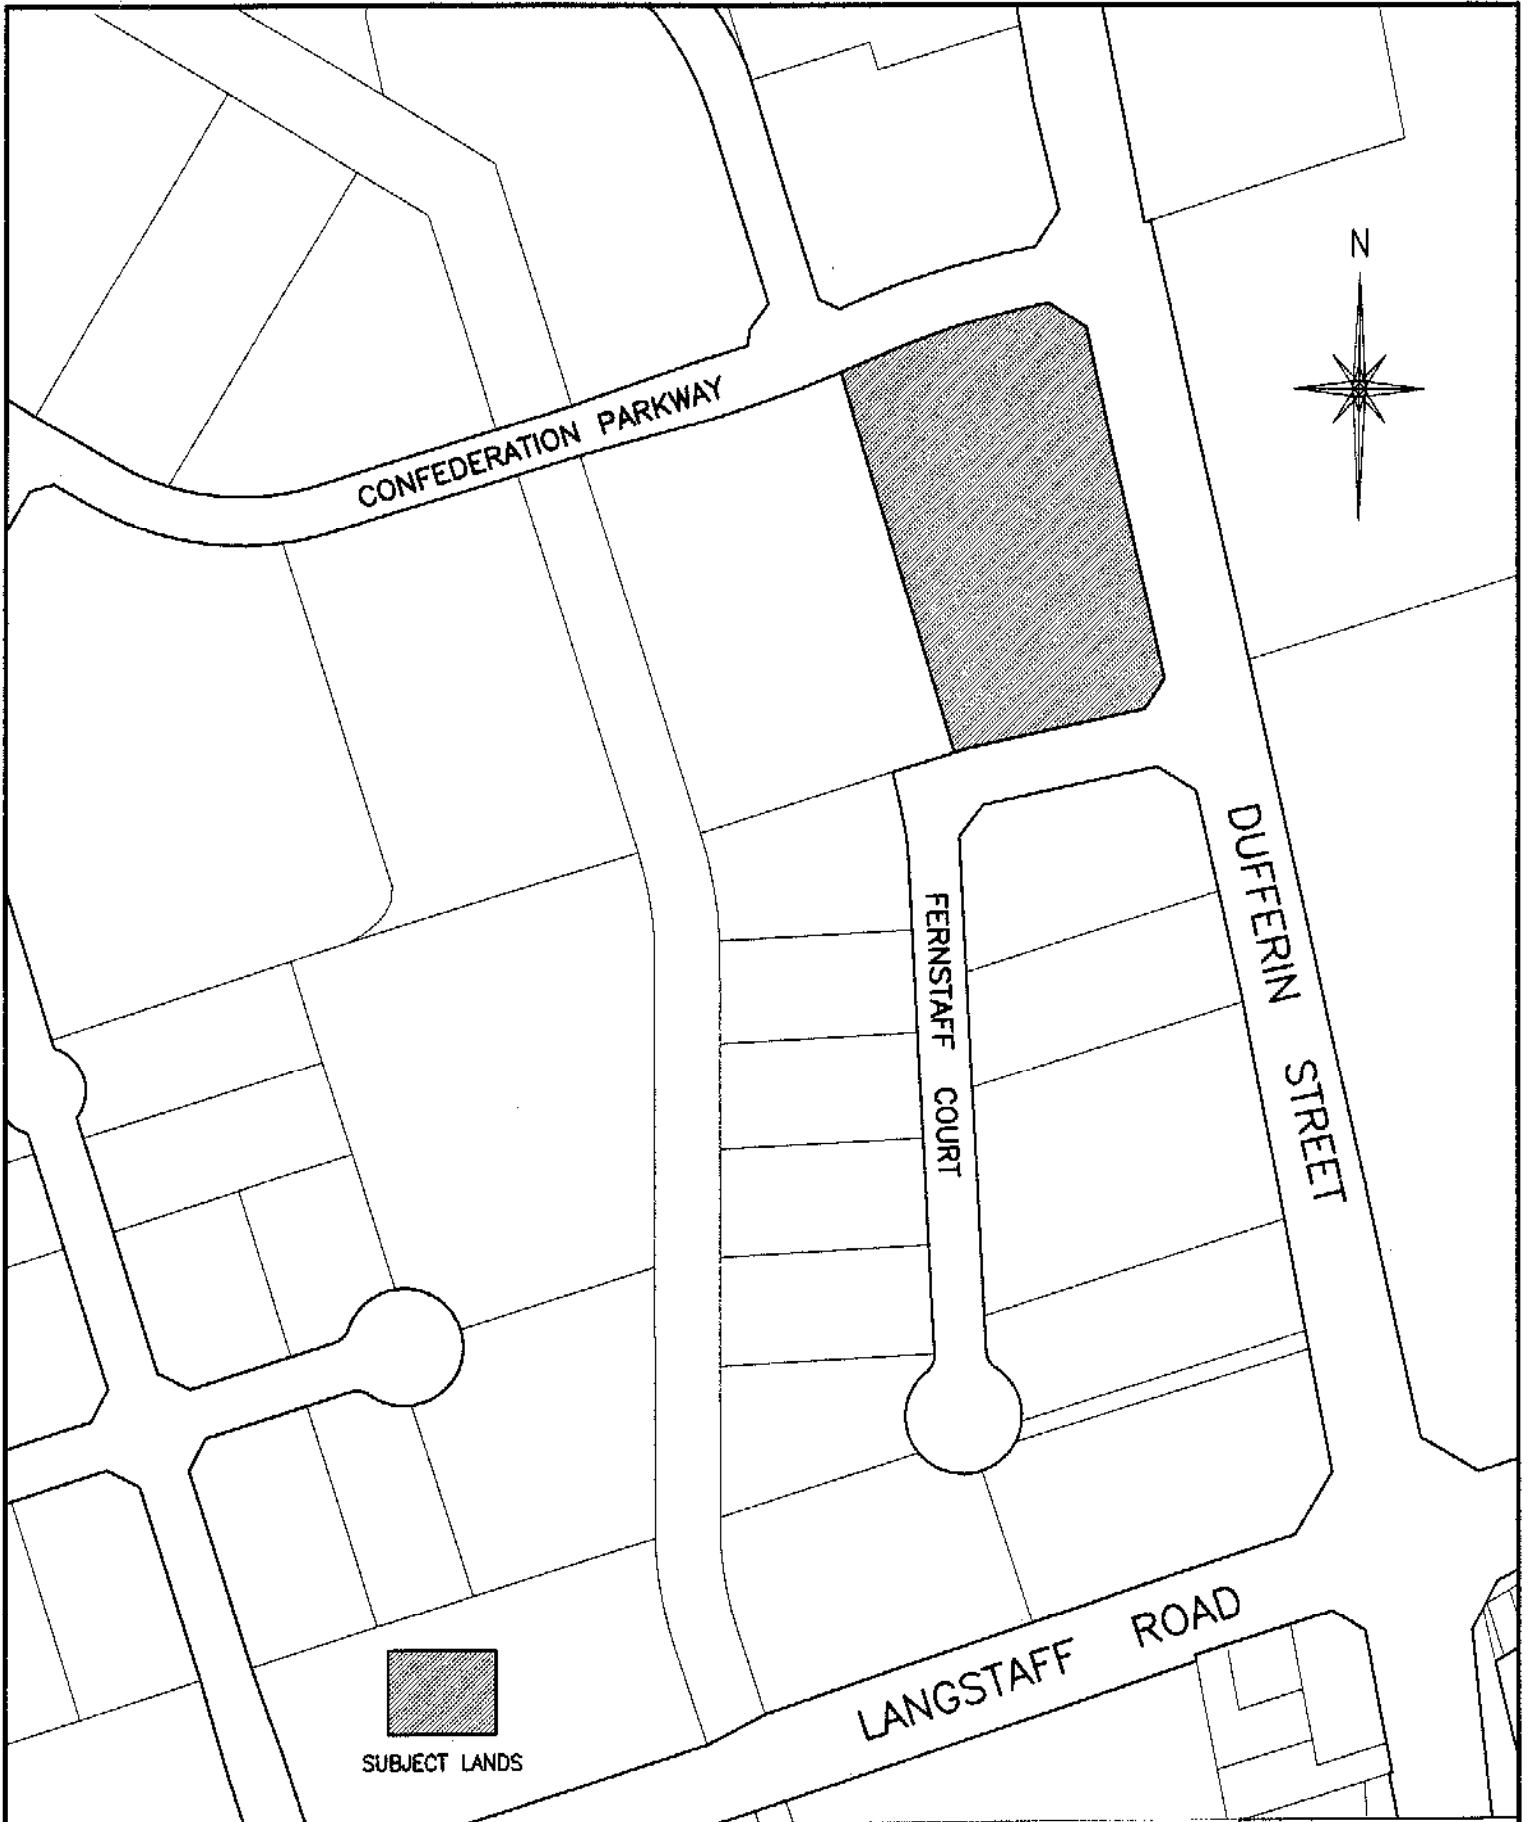 N
CONFEDERATION PARKWAY
DUFFERIN STREET
FERNSTAFF COURT
LANGSTAFF ROAD
SUBJECT LANDS